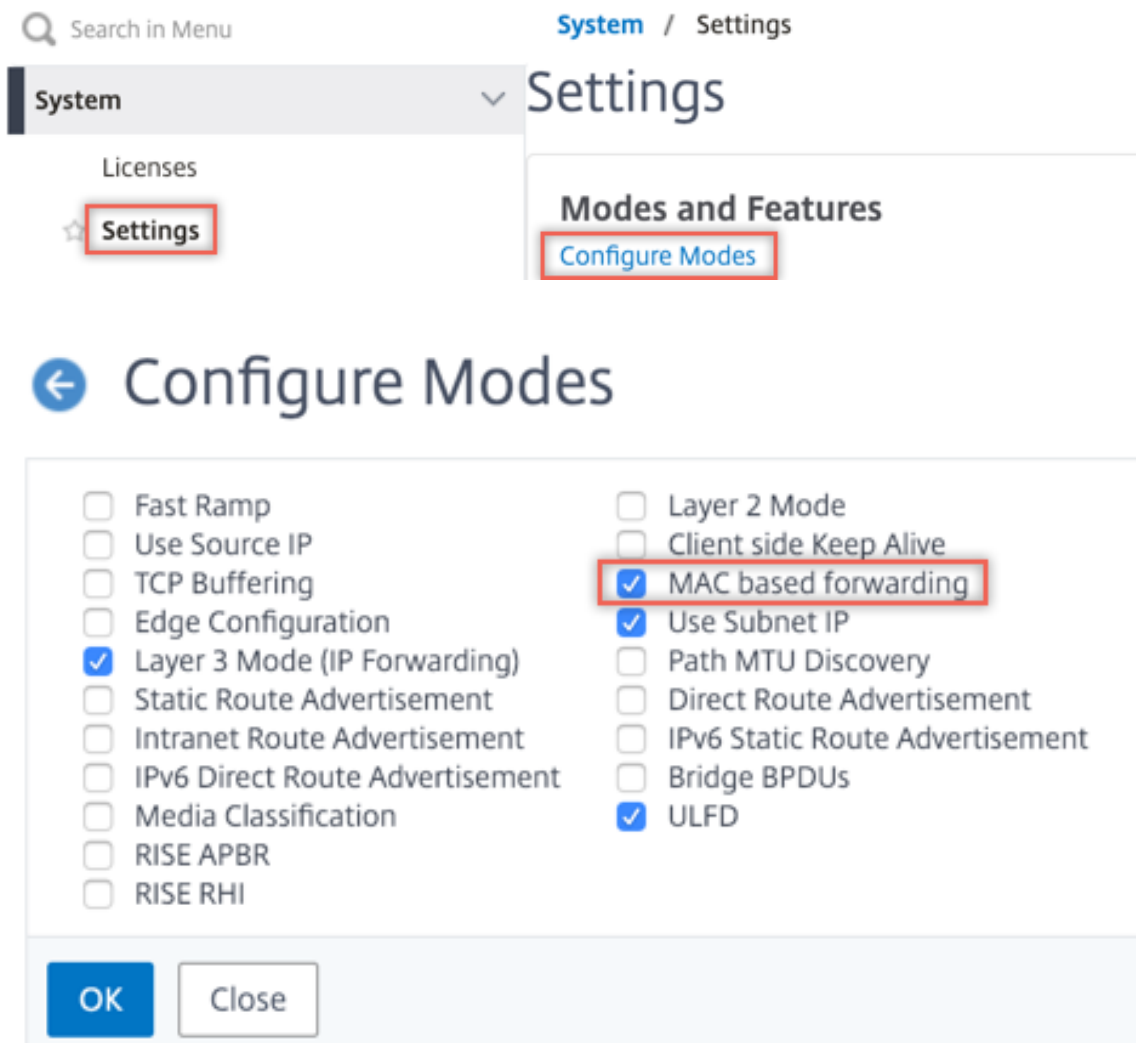 Search in Menu
System / Settings
System
Settings
Licenses
Settings
Modes and Features
Configure Modes
Configure Modes
Fast Ramp
Layer 2 Mode
Use Source IP
Client side Keep Alive
TCP Buffering
MAC based forwarding
Edge Configuration
Use Subnet IP
Layer 3 Mode (IP Forwarding)
Path MTU Discovery
Static Route Advertisement
Direct Route Advertisement
Intranet Route Advertisement
IPv6 Static Route Advertisement
IPv6 Direct Route Advertisement
Bridge BPDUs
Media Classification
ULFD
RISE APBR
RISE RHI
OK
Close